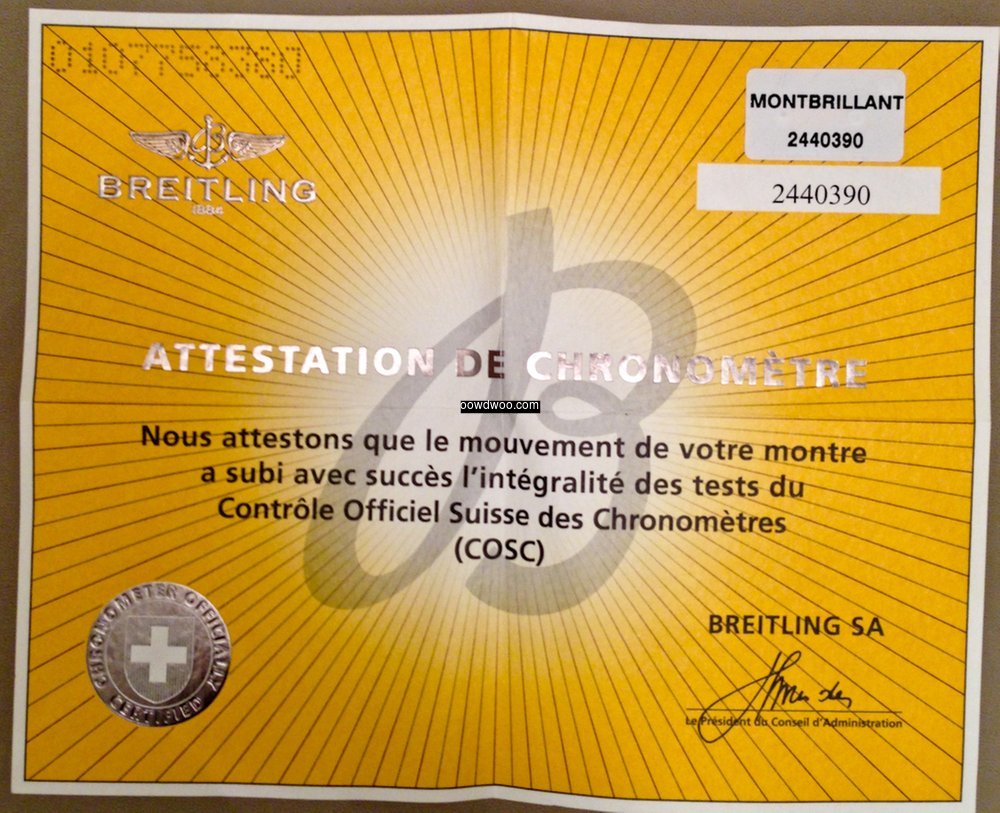 0107758380
MONTBRILLANT
2440390
2440390
BREITLING
1884
ATTESTATION DE CHRONOMÈTRE
oowdwoo.com
Nous attestons que le mouvement de votre montre
a subi avec succès l'intégralité des tests du
Contrôle Officiel Suisse des Chronomètres
(COSC)
CHRONOMETER OFFICIALLY
CERTIFIED
BREITLING SA
Le Président du Conseil d'Administration